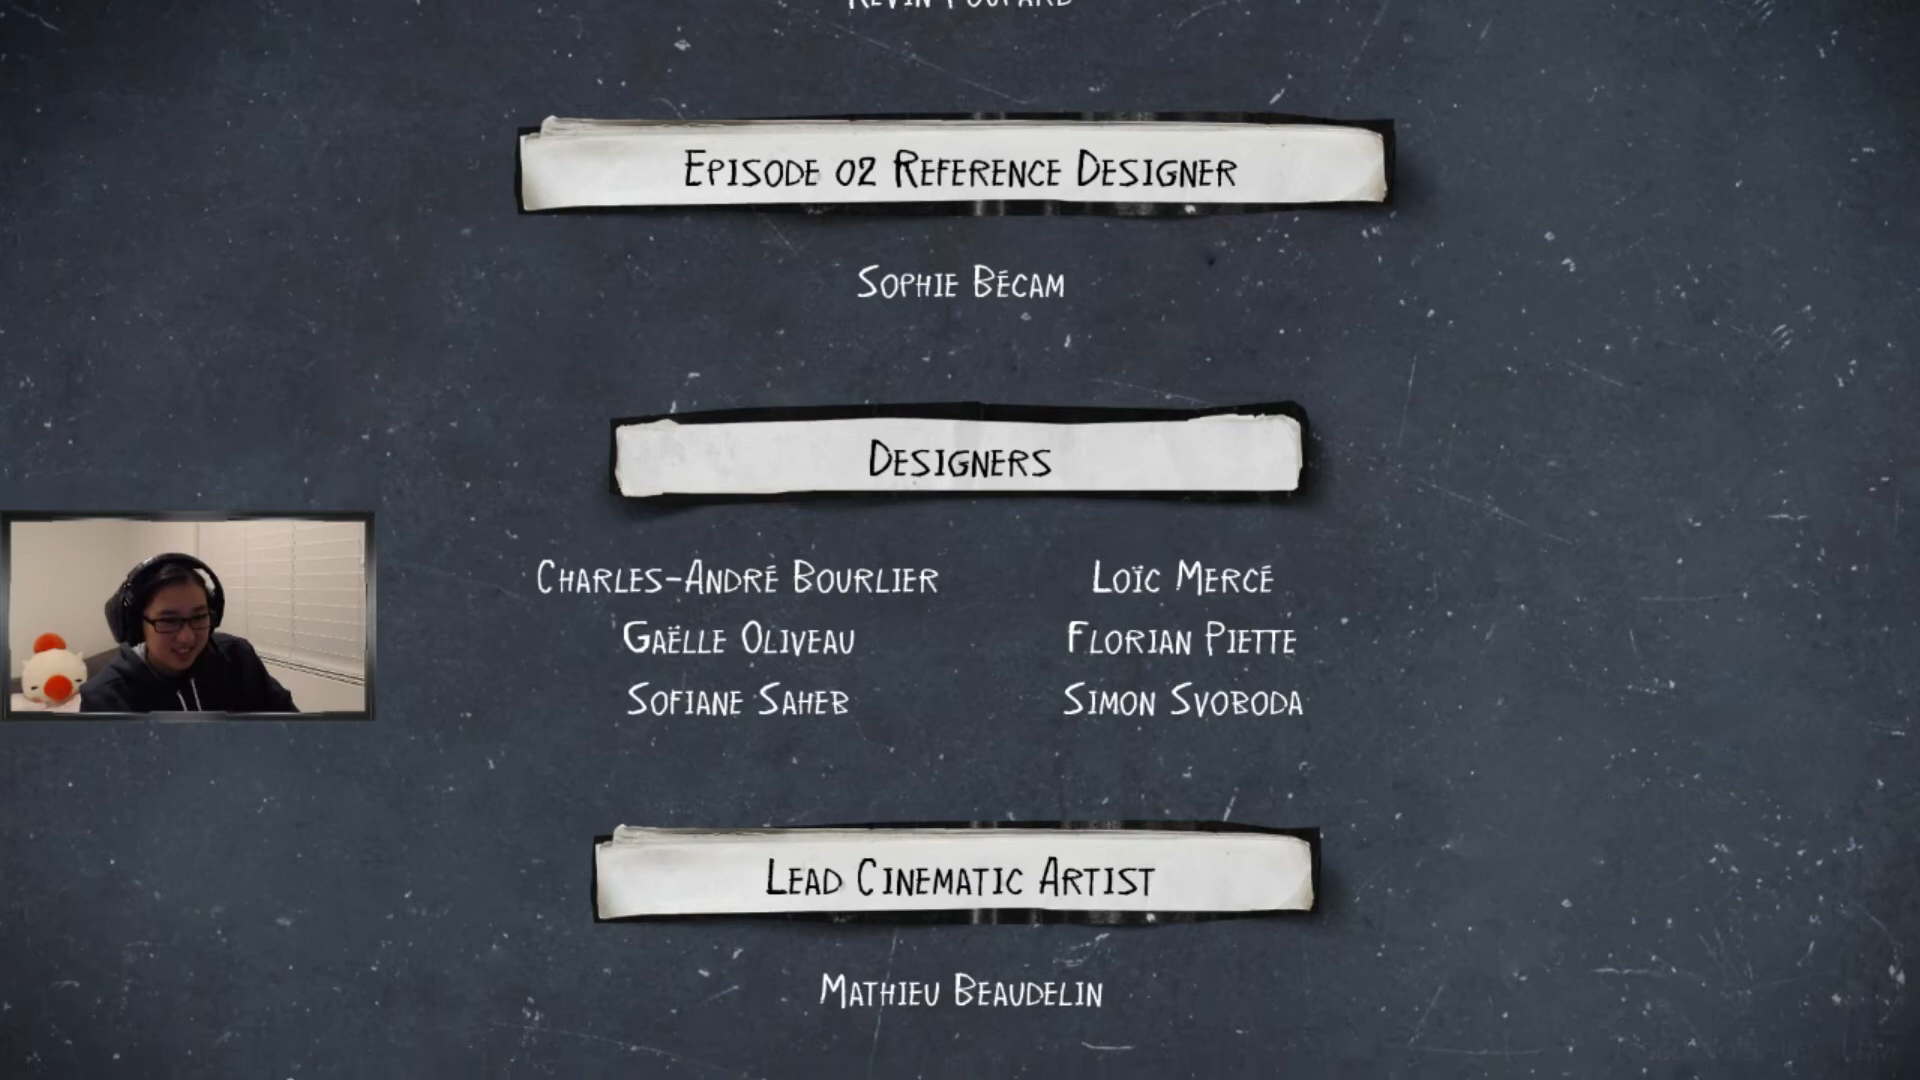 Episode 02 Reference Designer
Sophie Bécam
Designers
Charles-André Bourlier
Loïc Mercé
Gaëlle Oliveau
Florian Piette
Sofiane Saheb
Simon Svoboda
Lead Cinematic Artist
Mathieu Beaudelin